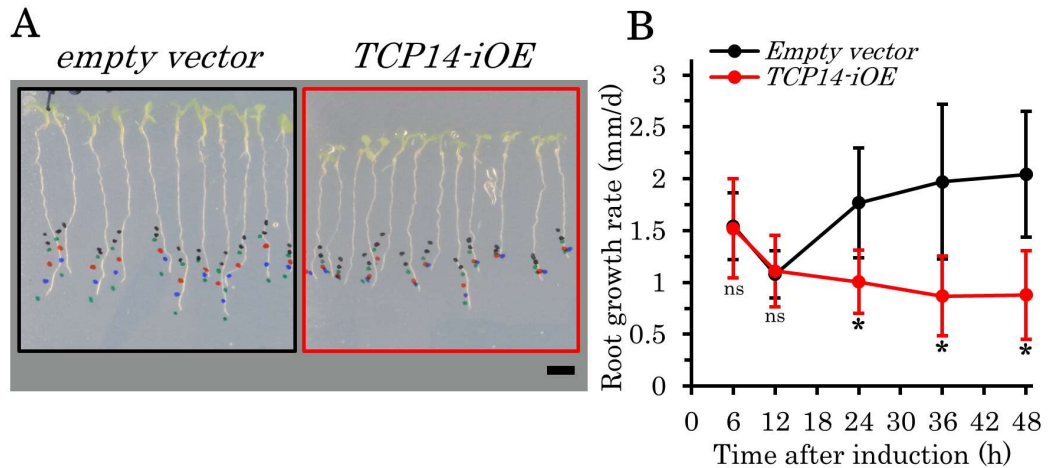 A
empty vector
TCP14-iOE
B
Empty vector
TCP14-iOE
Root growth rate (mm/d)
3
2.5
2
1.5
1
0.5
0
ns
ns
*
*
*
0 6 12 18 24 30 36 42 48
Time after induction (h)